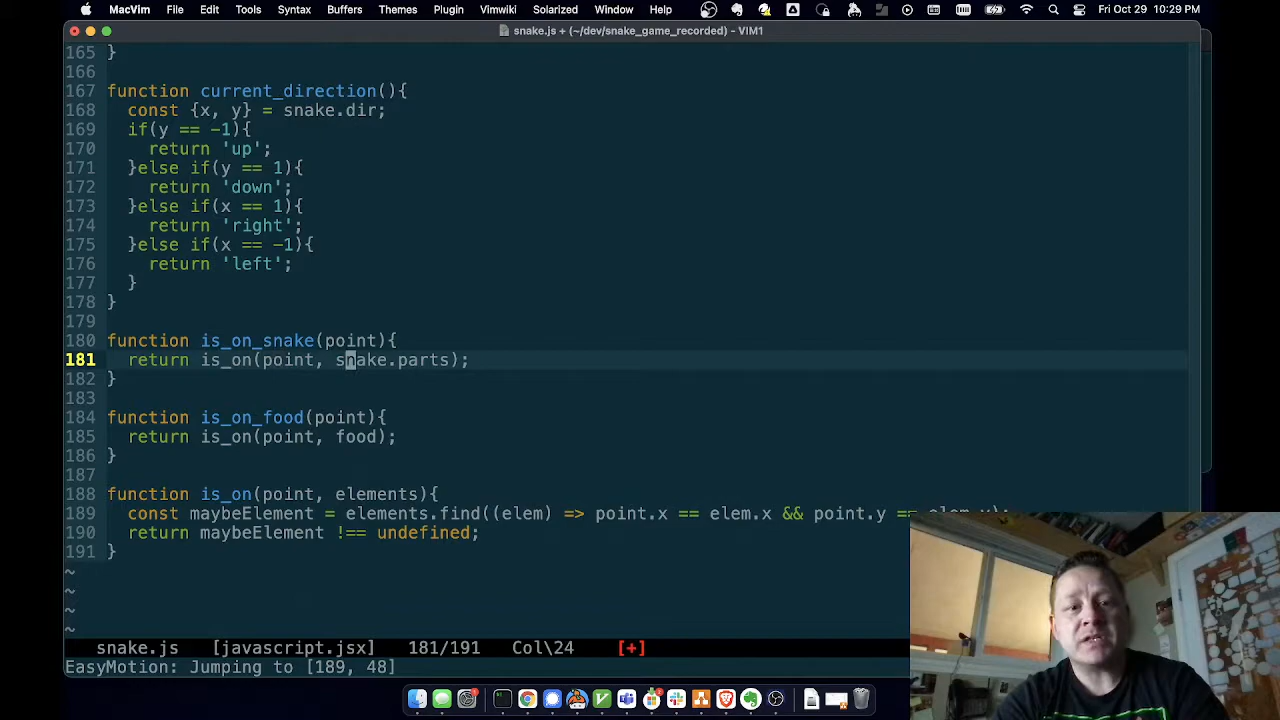 MacVim File Edit Tools Syntax Buffers Themes Plugin Vimwiki Solarized Window Help Fri Oct 29 10:29 PM
snake.js + (~/dev/snake_game_recorded) - VIM1
165 }
166
167 function current_direction(){
168 const {x, y} = snake.dir;
169 if(y == -1){
170 return 'up';
171 }else if(y == 1){
172 return 'down';
173 }else if(x == 1){
174 return 'right';
175 }else if(x == -1){
176 return 'left';
177 }
178 }
179
180 function is_on_snake(point){
181 return is_on(point, snake.parts);
182 }
183
184 function is_on_food(point){
185 return is_on(point, food);
186 }
187
188 function is_on(point, elements){
189 const maybeElement = elements.find((elem) => point.x == elem.x && point.y == elem.y);
190 return maybeElement !== undefined;
191 }
~
~
~
~
snake.js [javascript.jsx] 181/191 Col\24 [+]
EasyMotion: Jumping to [189, 48]